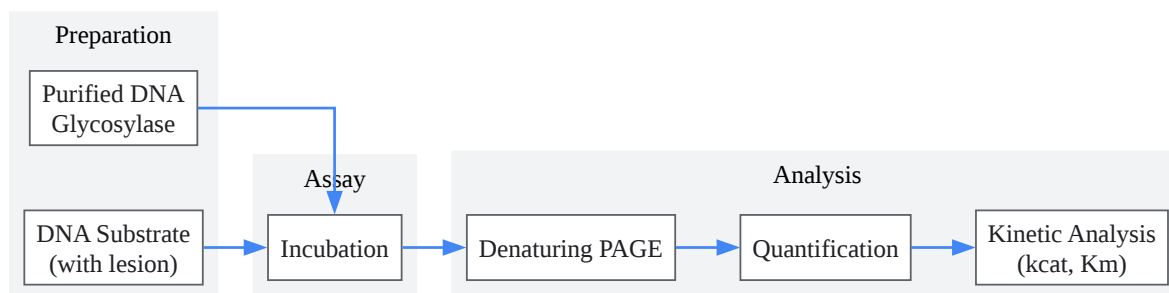 Preparation
Purified DNA
Glycosylase
DNA Substrate
(with lesion)
Assay
Incubation
Analysis
Denaturing PAGE
Quantification
Kinetic Analysis
(kcat, Km)